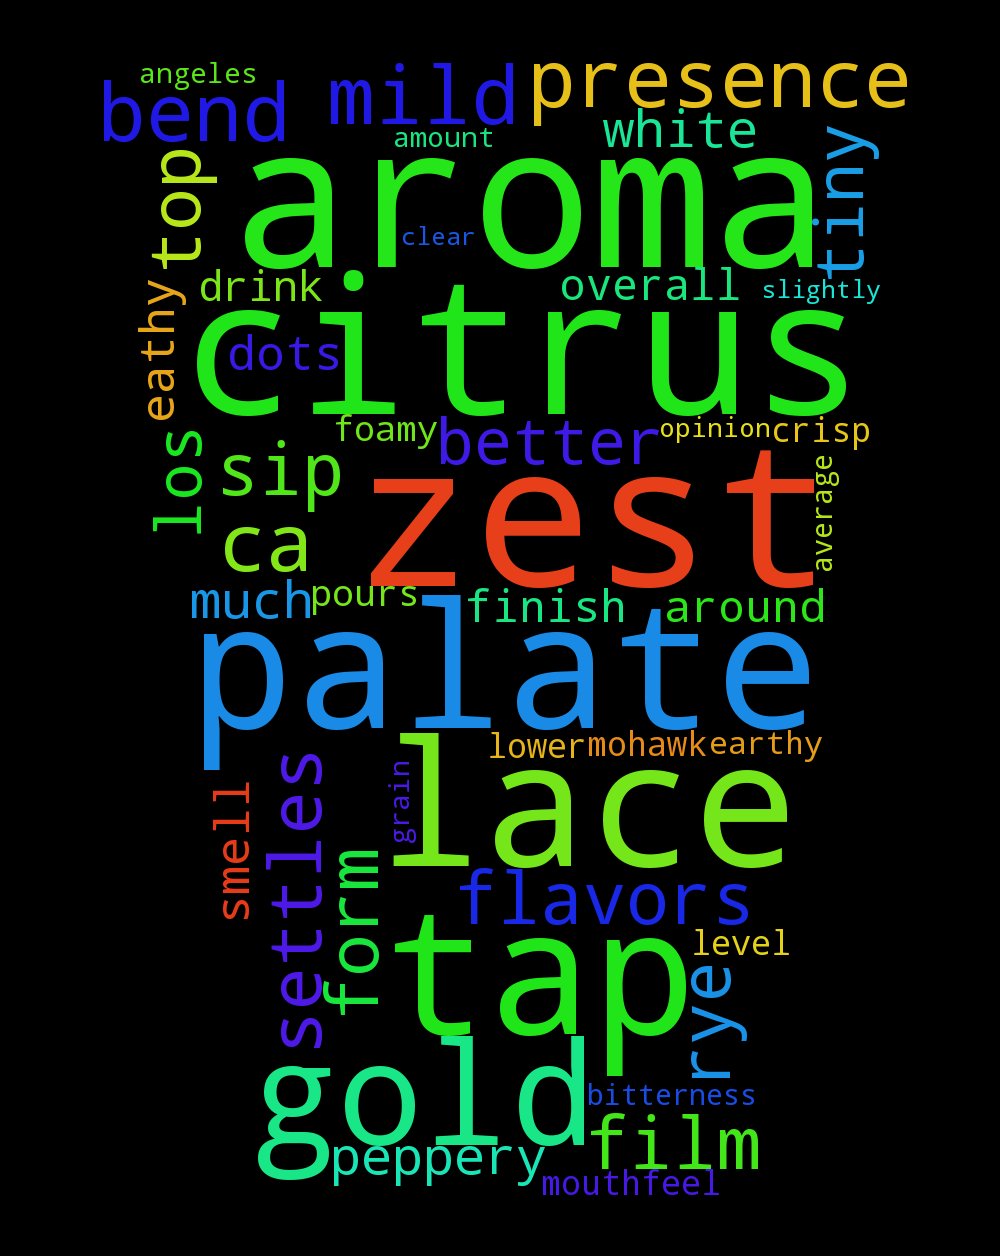 angeles
bend
mild
presence
amount
white
top
aroma
tiny
clear
drink
overall
slightly
eathy
citrus
dots
foamy
better
opinion
crisp
los
sip
zest
average
ca
much
pours
finish
around
palate
lower
mohawk
earthy
smell
settles
grain
lace
form
flavors
level
tap
rye
gold
bitterness
film
peppery
mouthfeel